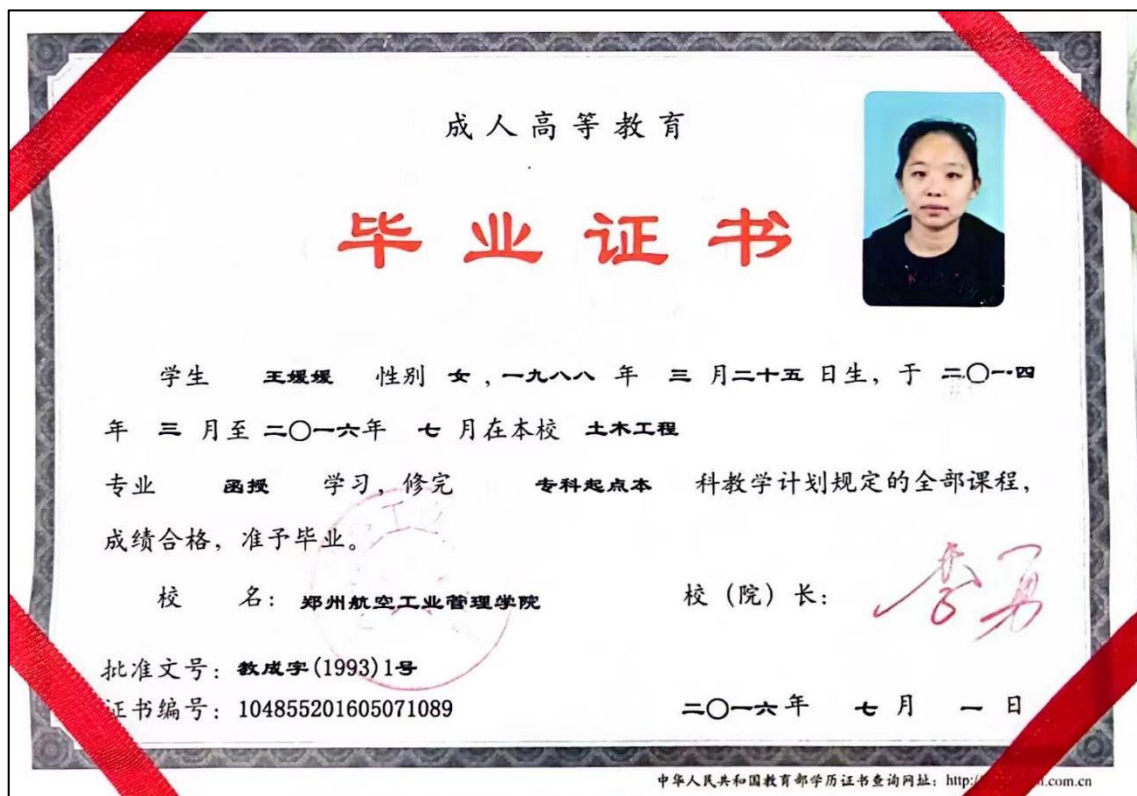 成人高等教育
毕业证书
学生 王媛媛 性别 女，一九八八 年 三 月二十五 日生，于 二〇一四
年 三 月至 二〇一六年 七 月在本校 土木工程
专业 函授 学习，修完 专科起点本 科教学计划规定的全部课程，
成绩合格，准予毕业。
校 名：郑州航空工业管理学院 校（院）长：李勇
批准文号：教成字(1993)1号
证书编号：104855201605071089 二〇一六年 七 月 一 日
中华人民共和国教育部学历证书查询网址：http:/ .com.cn